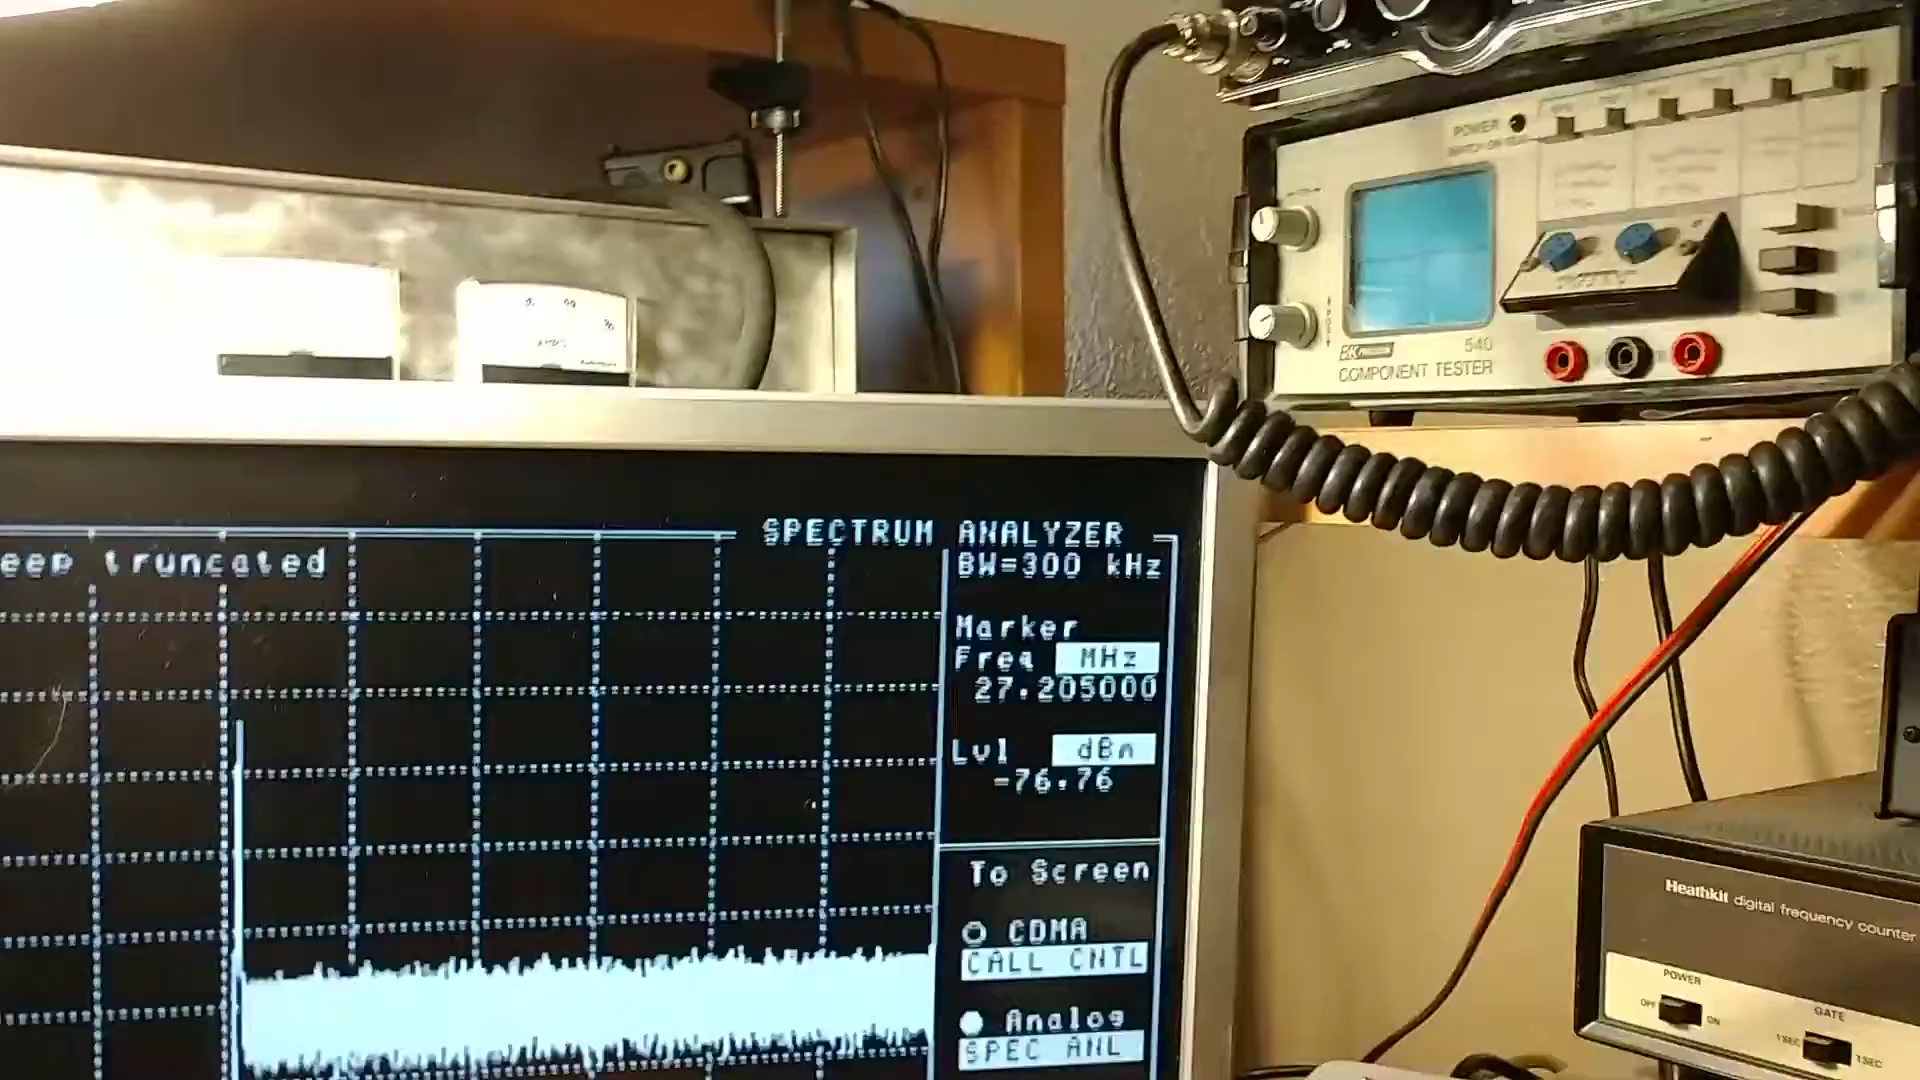 POWER
BK PRECISION
540
COMPONENT TESTER
SPECTRUM ANALYZER
eep truncated
BW=300 kHz
Marker
Freq MHz
27.205000
Lvl dBm
-76.76
To Screen
CDMA
CALL CNTL
Analog
SPEC ANL
Heathkit digital frequency counter
POWER
OFF
ON
GATE
1 SEC